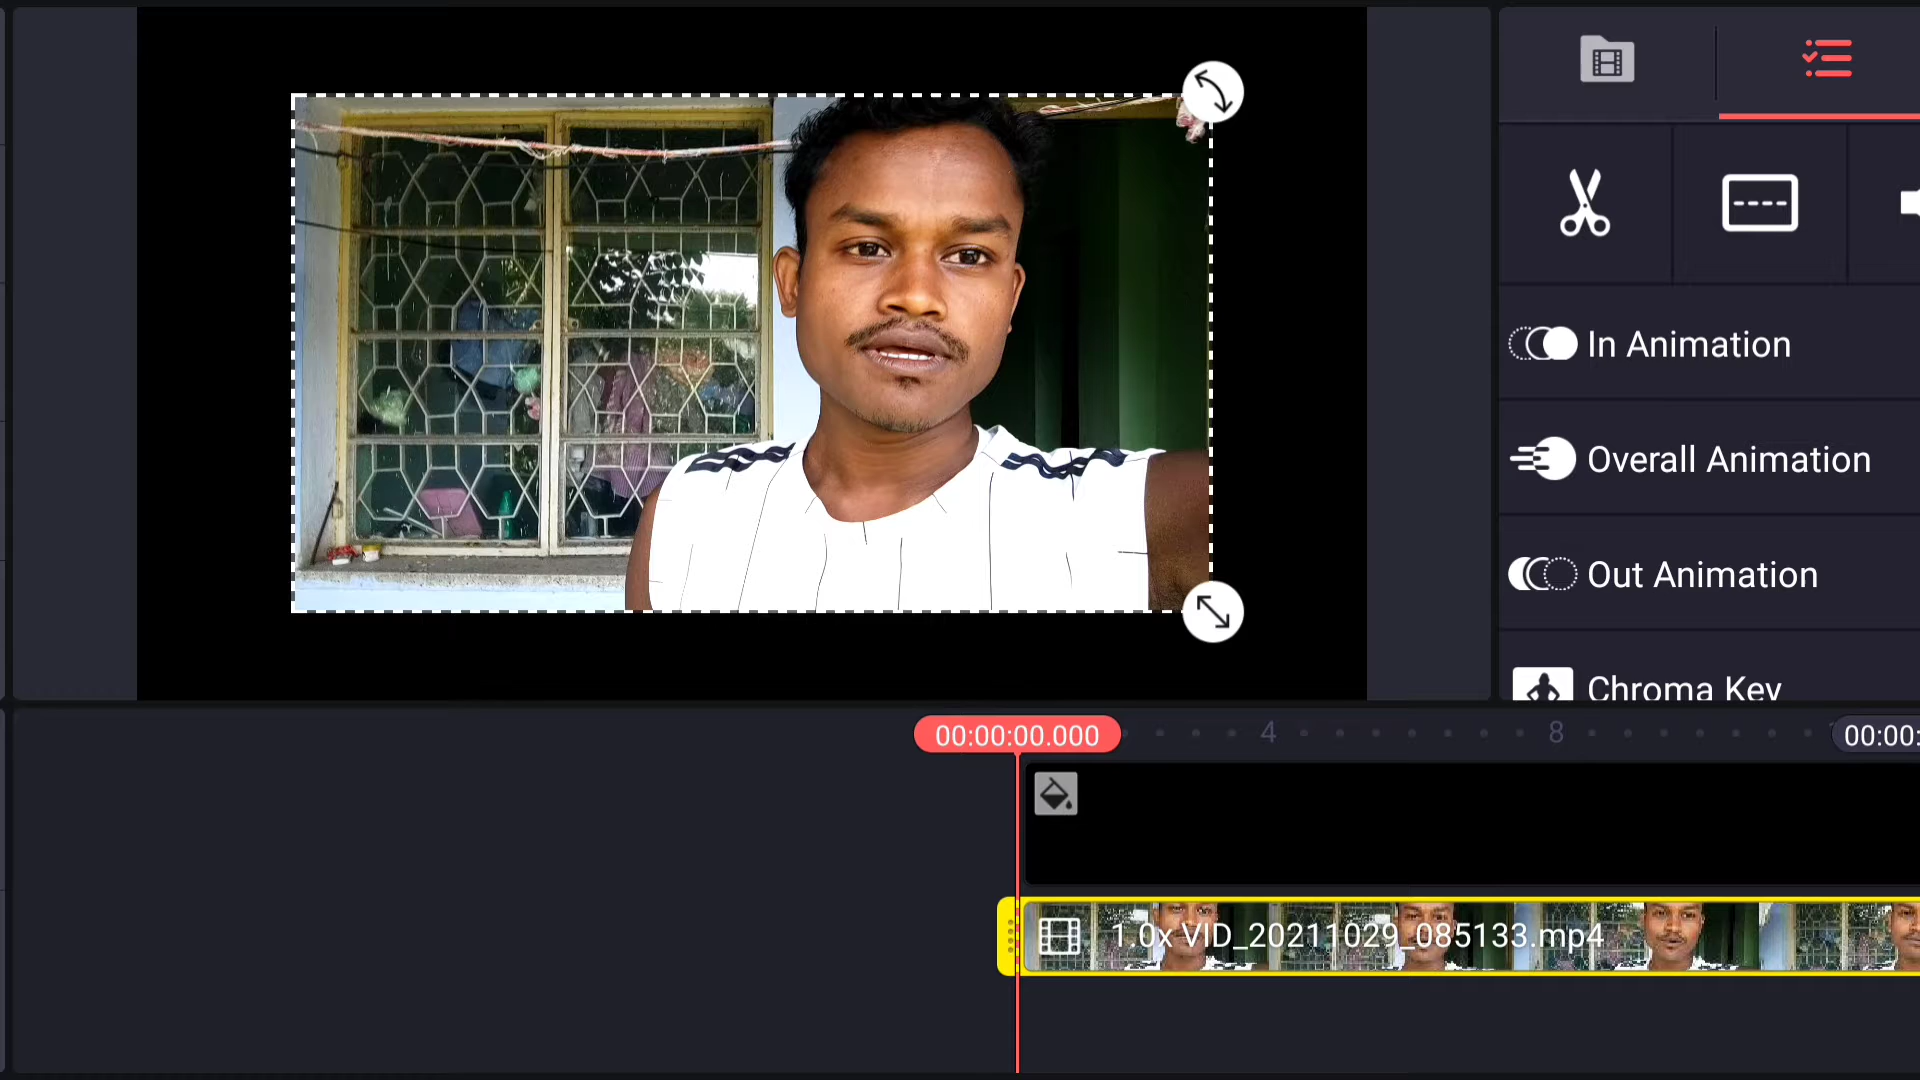 In Animation
Overall Animation
Out Animation
Chroma Key
00:00:00.000
4
8
00:00:
1.0x VID_20211029_085133.mp4